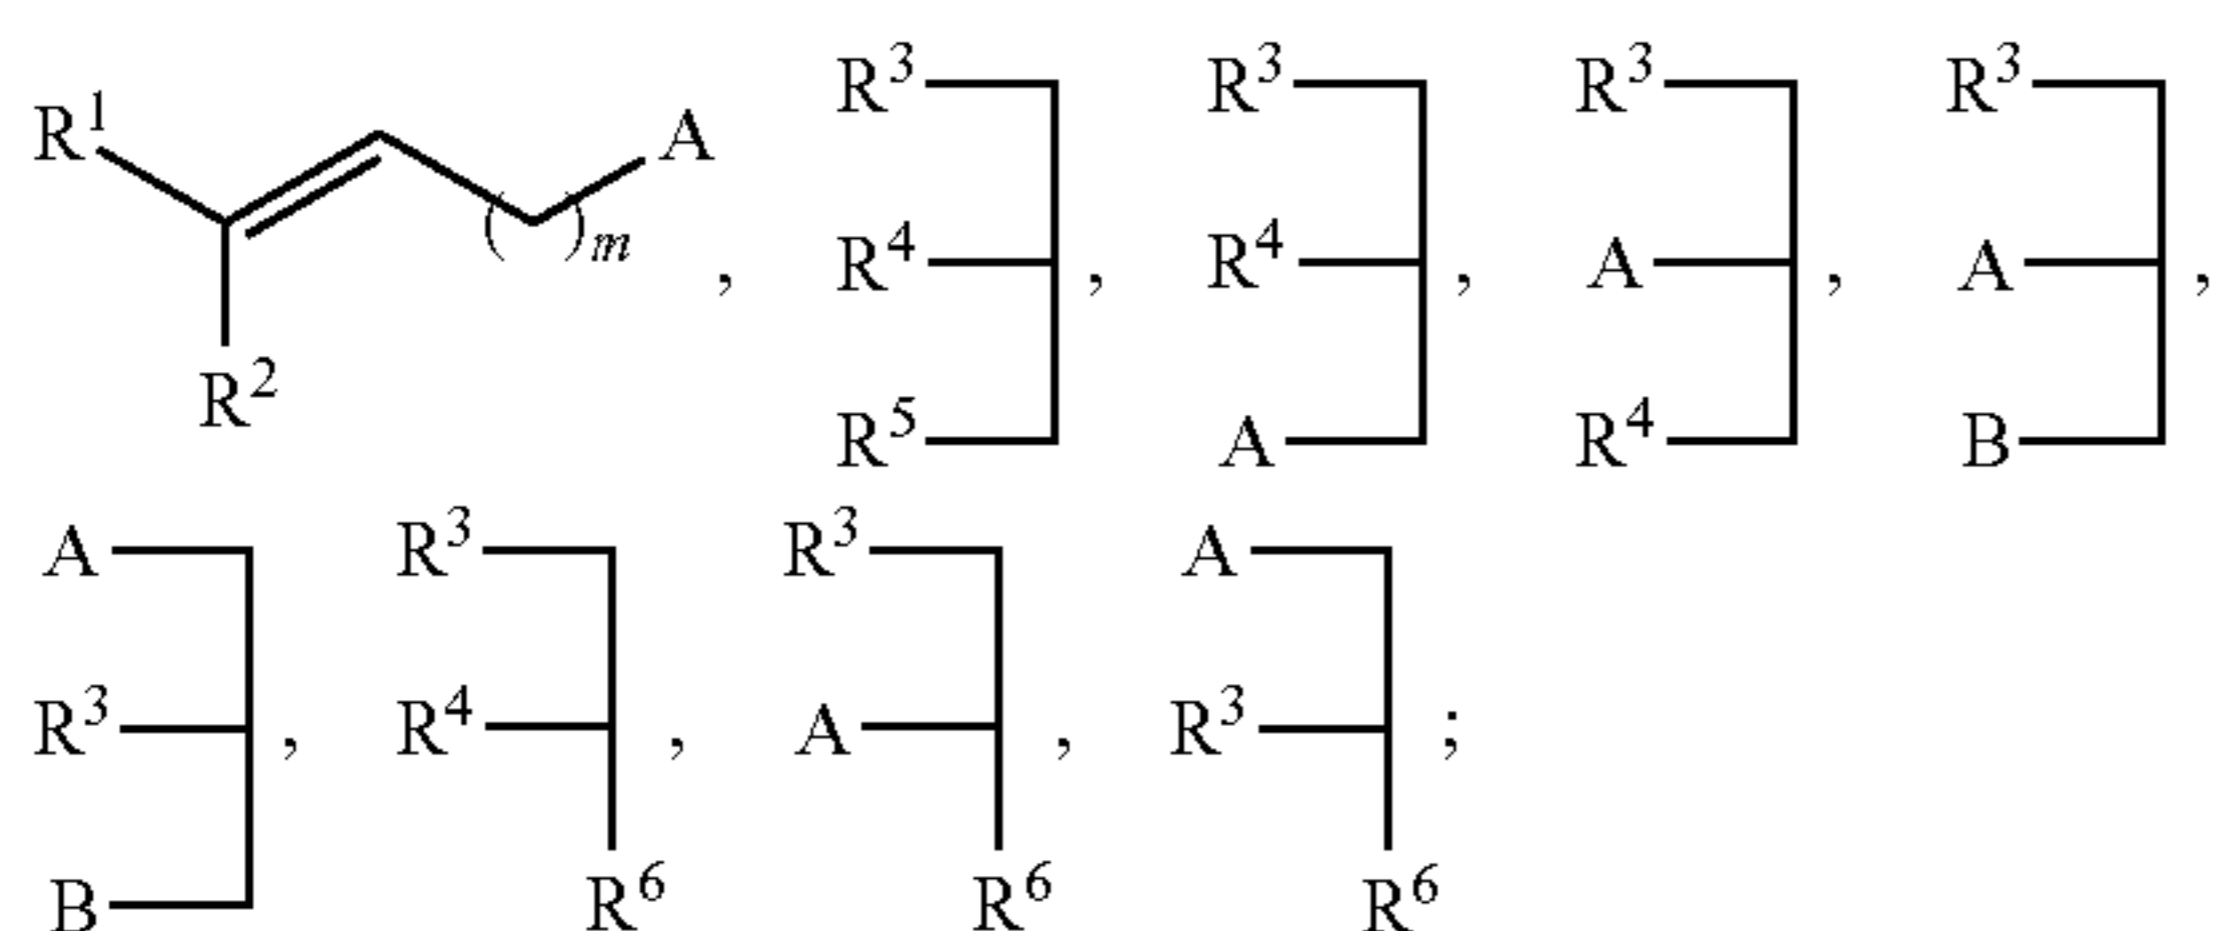 R¹ A R³ R³ R³ R³
( )m , R⁴ , R⁴ , A , A ,
R² R⁵ A R⁴ B
A R³ R³ A
R³ , R⁴ , A , R³ ;
B R⁶ R⁶ R⁶